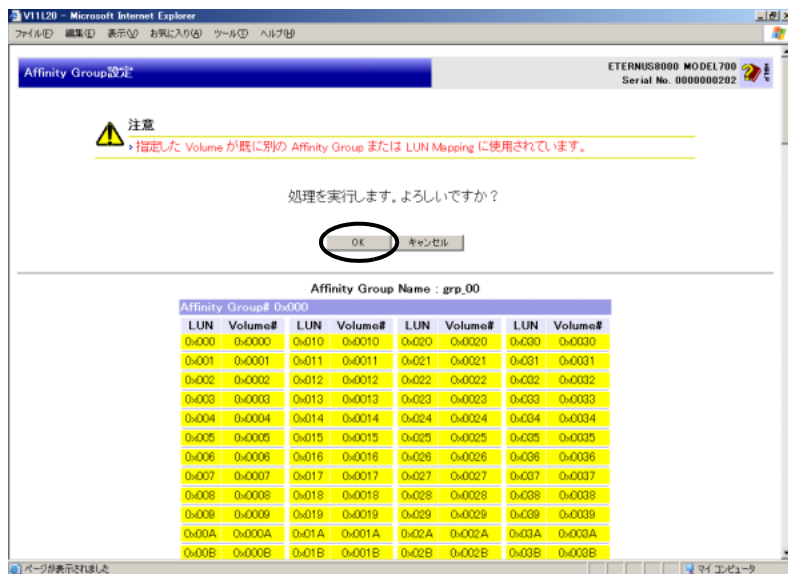 V11L20 - Microsoft Internet Explorer
ファイル(F) 編集(E) 表示(V) お気に入り(A) ツール(T) ヘルプ(H)
Affinity Group設定
ETERNUS8000 MODEL700
Serial No. 0000000202
HELP
注意
指定した Volume が既に別の Affinity Group または LUN Mapping に使用されています。
処理を実行します。よろしいですか？
OK キャンセル
Affinity Group Name : grp_00
Affinity Group# 0x000
LUN Volume# LUN Volume# LUN Volume# LUN Volume#
0x000 0x0000 0x010 0x0010 0x020 0x0020 0x030 0x0030
0x001 0x0001 0x011 0x0011 0x021 0x0021 0x031 0x0031
0x002 0x0002 0x012 0x0012 0x022 0x0022 0x032 0x0032
0x003 0x0003 0x013 0x0013 0x023 0x0023 0x033 0x0033
0x004 0x0004 0x014 0x0014 0x024 0x0024 0x034 0x0034
0x005 0x0005 0x015 0x0015 0x025 0x0025 0x035 0x0035
0x006 0x0006 0x016 0x0016 0x026 0x0026 0x036 0x0036
0x007 0x0007 0x017 0x0017 0x027 0x0027 0x037 0x0037
0x008 0x0008 0x018 0x0018 0x028 0x0028 0x038 0x0038
0x009 0x0009 0x019 0x0019 0x029 0x0029 0x039 0x0039
0x00A 0x000A 0x01A 0x001A 0x02A 0x002A 0x03A 0x003A
0x00B 0x000B 0x01B 0x001B 0x02B 0x002B 0x03B 0x003B
ページが表示されました マイ コンピュータ